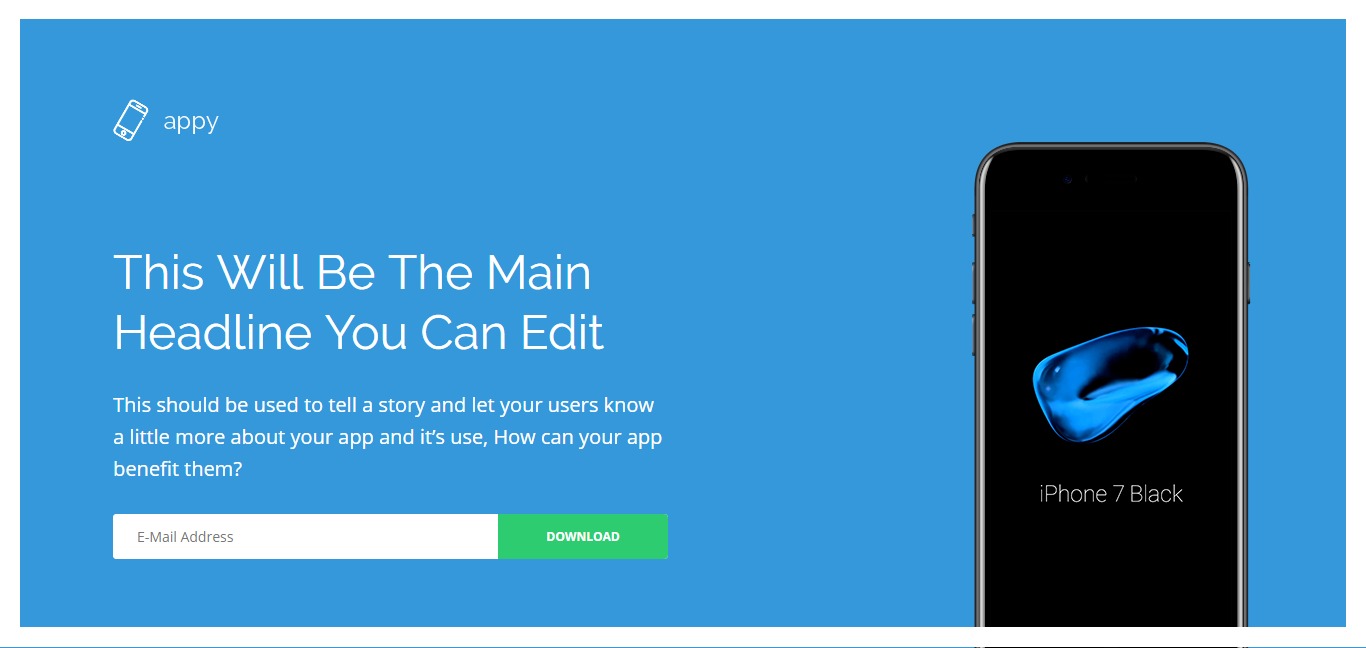 appy
This Will Be The Main
Headline You Can Edit
This should be used to tell a story and let your users know
a little more about your app and it’s use, How can your app
benefit them?
E-Mail Address
DOWNLOAD
iPhone 7 Black